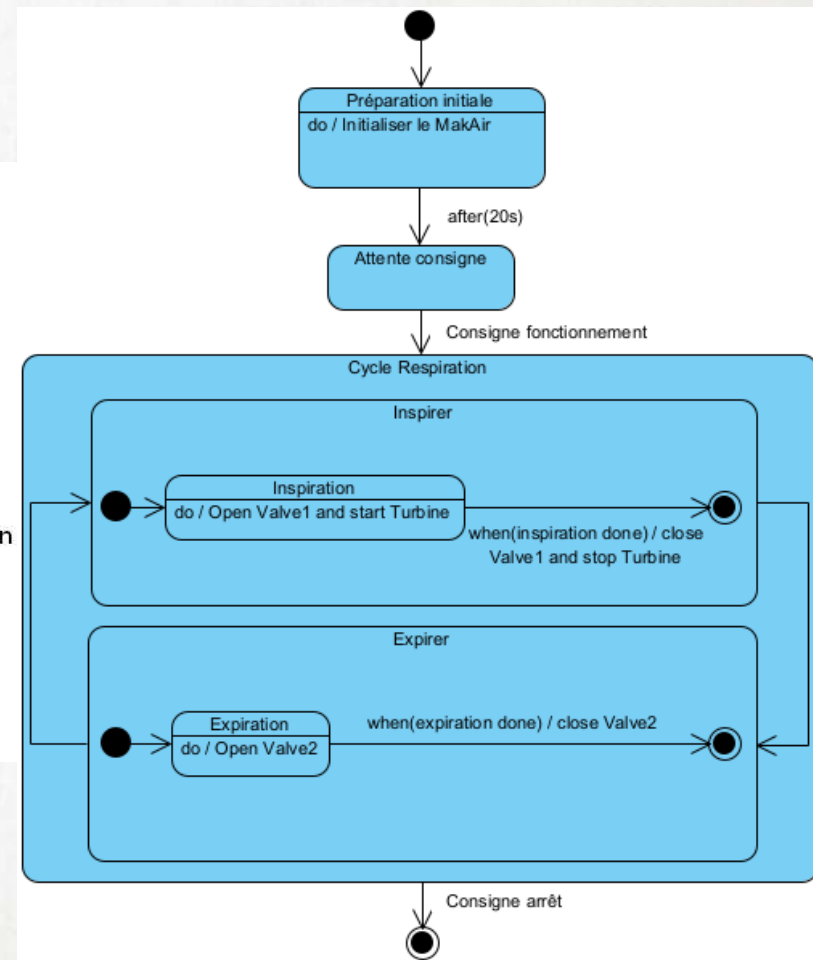 Préparation initiale
do / Initialiser le MakAir
after(20s)
Attente consigne
Consigne fonctionnement
Cycle Respiration
Inspirer
Inspiration
do / Open Valve1 and start Turbine
when(inspiration done) / close
Valve1 and stop Turbine
n
Expirer
Expiration
do / Open Valve2
when(expiration done) / close Valve2
Consigne arrêt